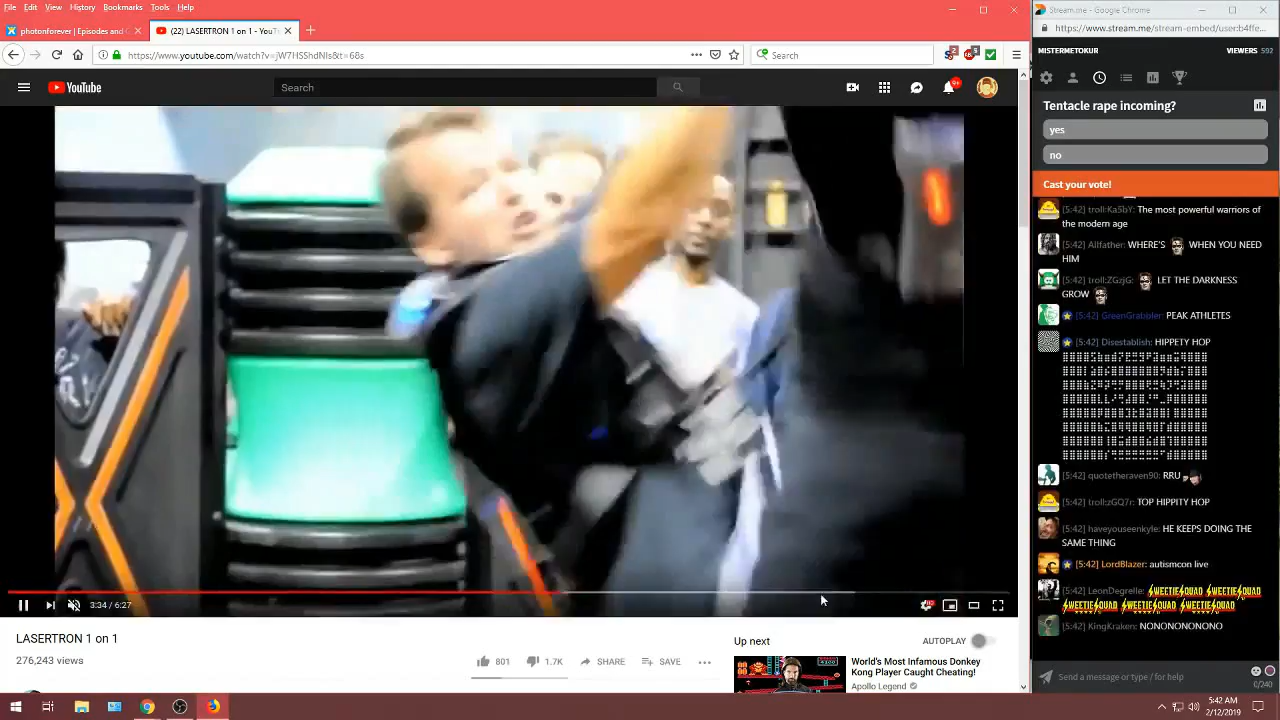 File Edit View History Bookmarks Tools Help
photonforever | Episodes and
(22) LASERTRON 1 on 1 - YouT
https://www.youtube.com/watch?v=jW7HSShdNIs&t=68s
Search
YouTube
Search
9+
3:34 / 6:27
LASERTRON 1 on 1
276,243 views
801
1.7K
SHARE
SAVE
Up next
AUTOPLAY
World's Most Infamous Donkey
Kong Player Caught Cheating!
Apollo Legend
Stream.me - Google Chrome
https://www.stream.me/stream-embed/user:b4ffe...
MISTERMETOKUR
VIEWERS 592
Tentacle rape incoming?
yes
no
Cast your vote!
[5:42] troll:Ka5bY: The most powerful warriors of
the modern age
[5:42] Allfather: WHERE'S WHEN YOU NEED
HIM
[5:42] troll:ZGzjG: LET THE DARKNESS
GROW
[5:42] GreenGrabbler: PEAK ATHLETES
[5:42] Disestablish: HIPPETY HOP
[5:42] quotetheraven90: RRU
[5:42] troll:zGQ7r: TOP HIPPITY HOP
[5:42] haveyouseenkyle: HE KEEPS DOING THE
SAME THING
[5:42] LordBlazer: autismcon live
[5:42] LeonDegrelle: SWEETIESQUAD SWEETIESQUAD
SWEETIESQUAD SWEETIESQUAD SWEETIESQUAD
[5:42] KingKraken: NONONONONONO
Send a message or type / for help
0/240
5:42 AM
2/12/2019